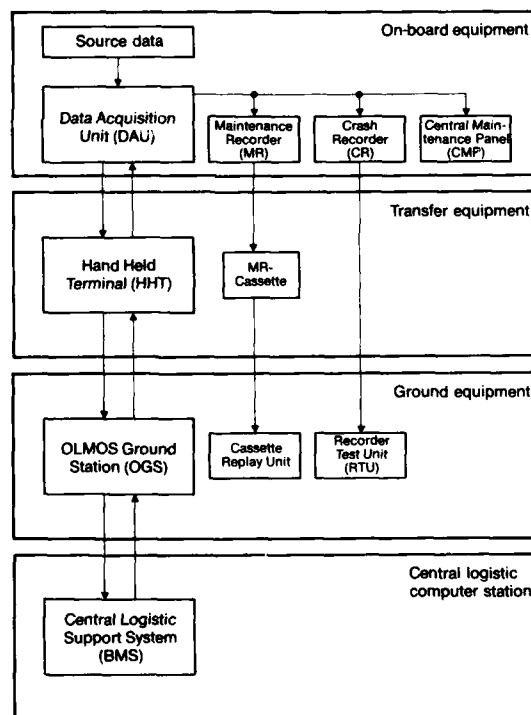 On-board equipment
Source data
Data Acquisition
Unit (DAU)
Maintenance
Recorder
(MR)
Crash
Recorder
(CR)
Central Main-
tenance Panel
(CMP)
Transfer equipment
Hand Held
Terminal (HHT)
MR-
Cassette
Ground equipment
OLMOS Ground
Station (OGS)
Cassette
Replay Unit
Recorder
Test Unit
(RTU)
Central logistic
computer station
Central Logistic
Support System
(BMS)